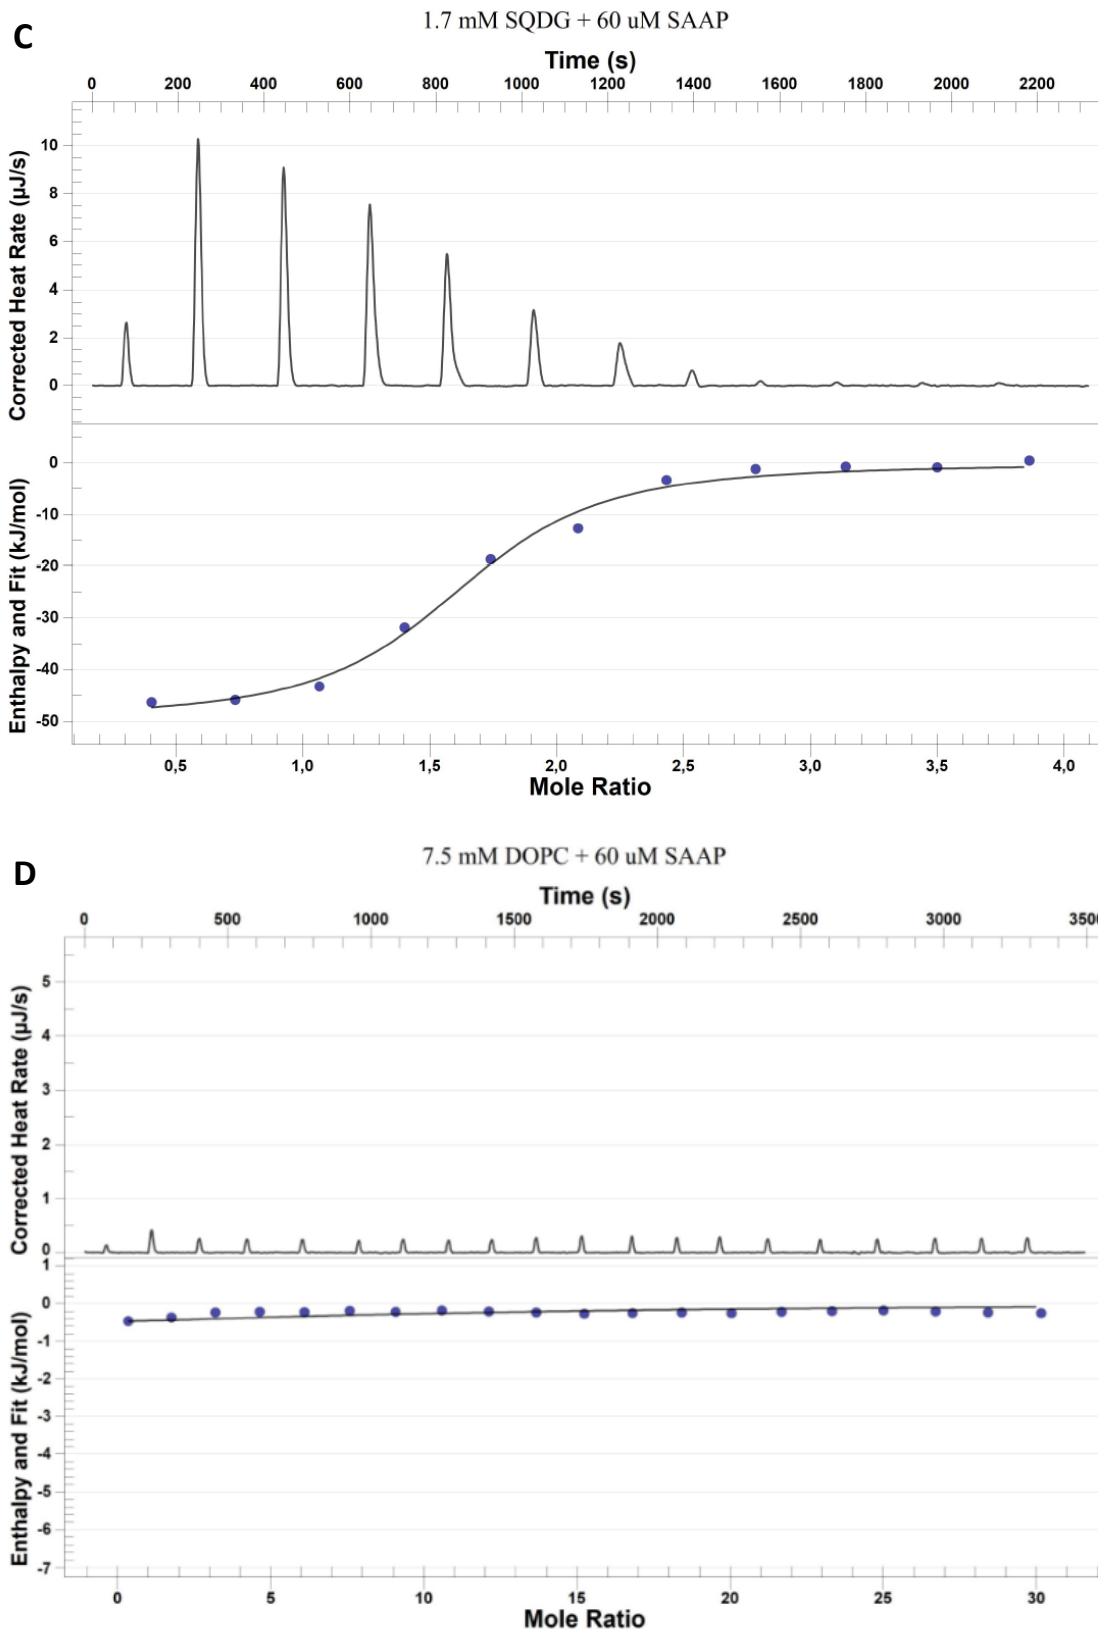 C
1.7 mM SQDG + 60 uM SAAP
Time (s)
0 200 400 600 800 1000 1200 1400 1600 1800 2000 2200
Corrected Heat Rate (µJ/s)
10
8
6
4
2
0
Enthalpy and Fit (kJ/mol)
0
-10
-20
-30
-40
-50
0,5 1,0 1,5 2,0 2,5 3,0 3,5 4,0
Mole Ratio
D
7.5 mM DOPC + 60 uM SAAP
Time (s)
0 500 1000 1500 2000 2500 3000 3500
Corrected Heat Rate (µJ/s)
5
4
3
2
1
0
Enthalpy and Fit (kJ/mol)
1
0
-1
-2
-3
-4
-5
-6
-7
0 5 10 15 20 25 30
Mole Ratio